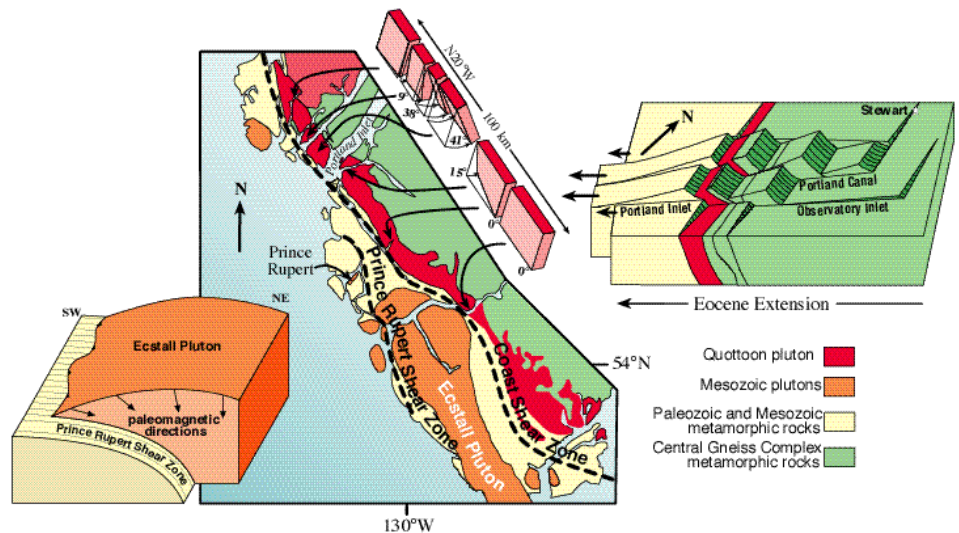 N20°W
100 km
9°
38°
41°
15°
0°
0°
Portland Inlet
N
Prince
Rupert
Prince Rupert Shear Zone
Ecstall Pluton
Coast Shear Zone
54°N
130°W
SW
NE
Ecstall Pluton
paleomagnetic
directions
Prince Rupert Shear Zone
N
Stewart
Portland Canal
Portland Inlet
Observatory Inlet
Eocene Extension
Quottoon pluton
Mesozoic plutons
Paleozoic and Mesozoic
metamorphic rocks
Central Gneiss Complex
metamorphic rocks